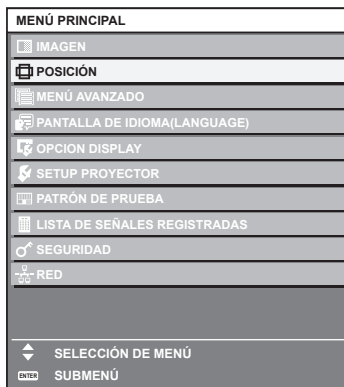 MENÚ PRINCIPAL
IMAGEN
POSICIÓN
MENÚ AVANZADO
PANTALLA DE IDIOMA(LANGUAGE)
OPCION DISPLAY
SETUP PROYECTOR
PATRÓN DE PRUEBA
LISTA DE SEÑALES REGISTRADAS
SEGURIDAD
RED
SELECCIÓN DE MENÚ
ENTER SUBMENÚ